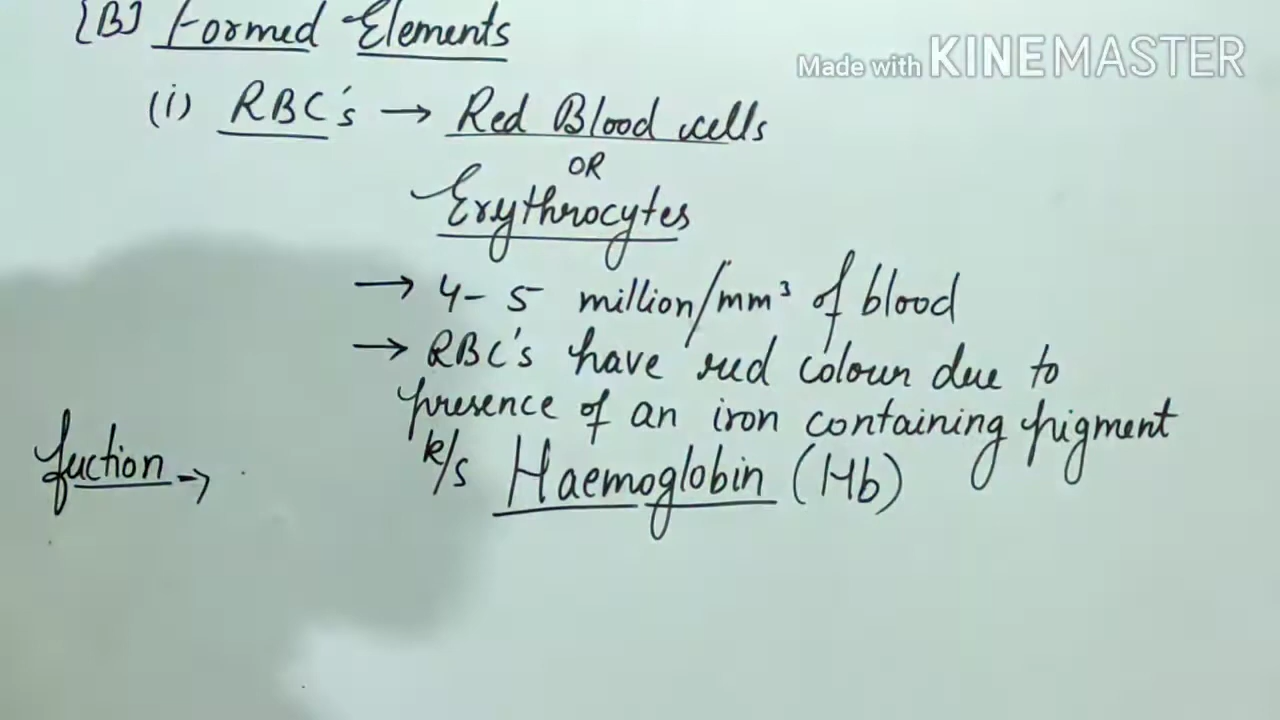 [B] Formed Elements
Made with KINEMASTER
(i) RBC's → Red Blood cells
OR
Erythrocytes
→ 4-5 million/mm³ of blood
→ RBC's have red colour due to
presence of an iron containing pigment
k/s Haemoglobin (Hb)
fuction →